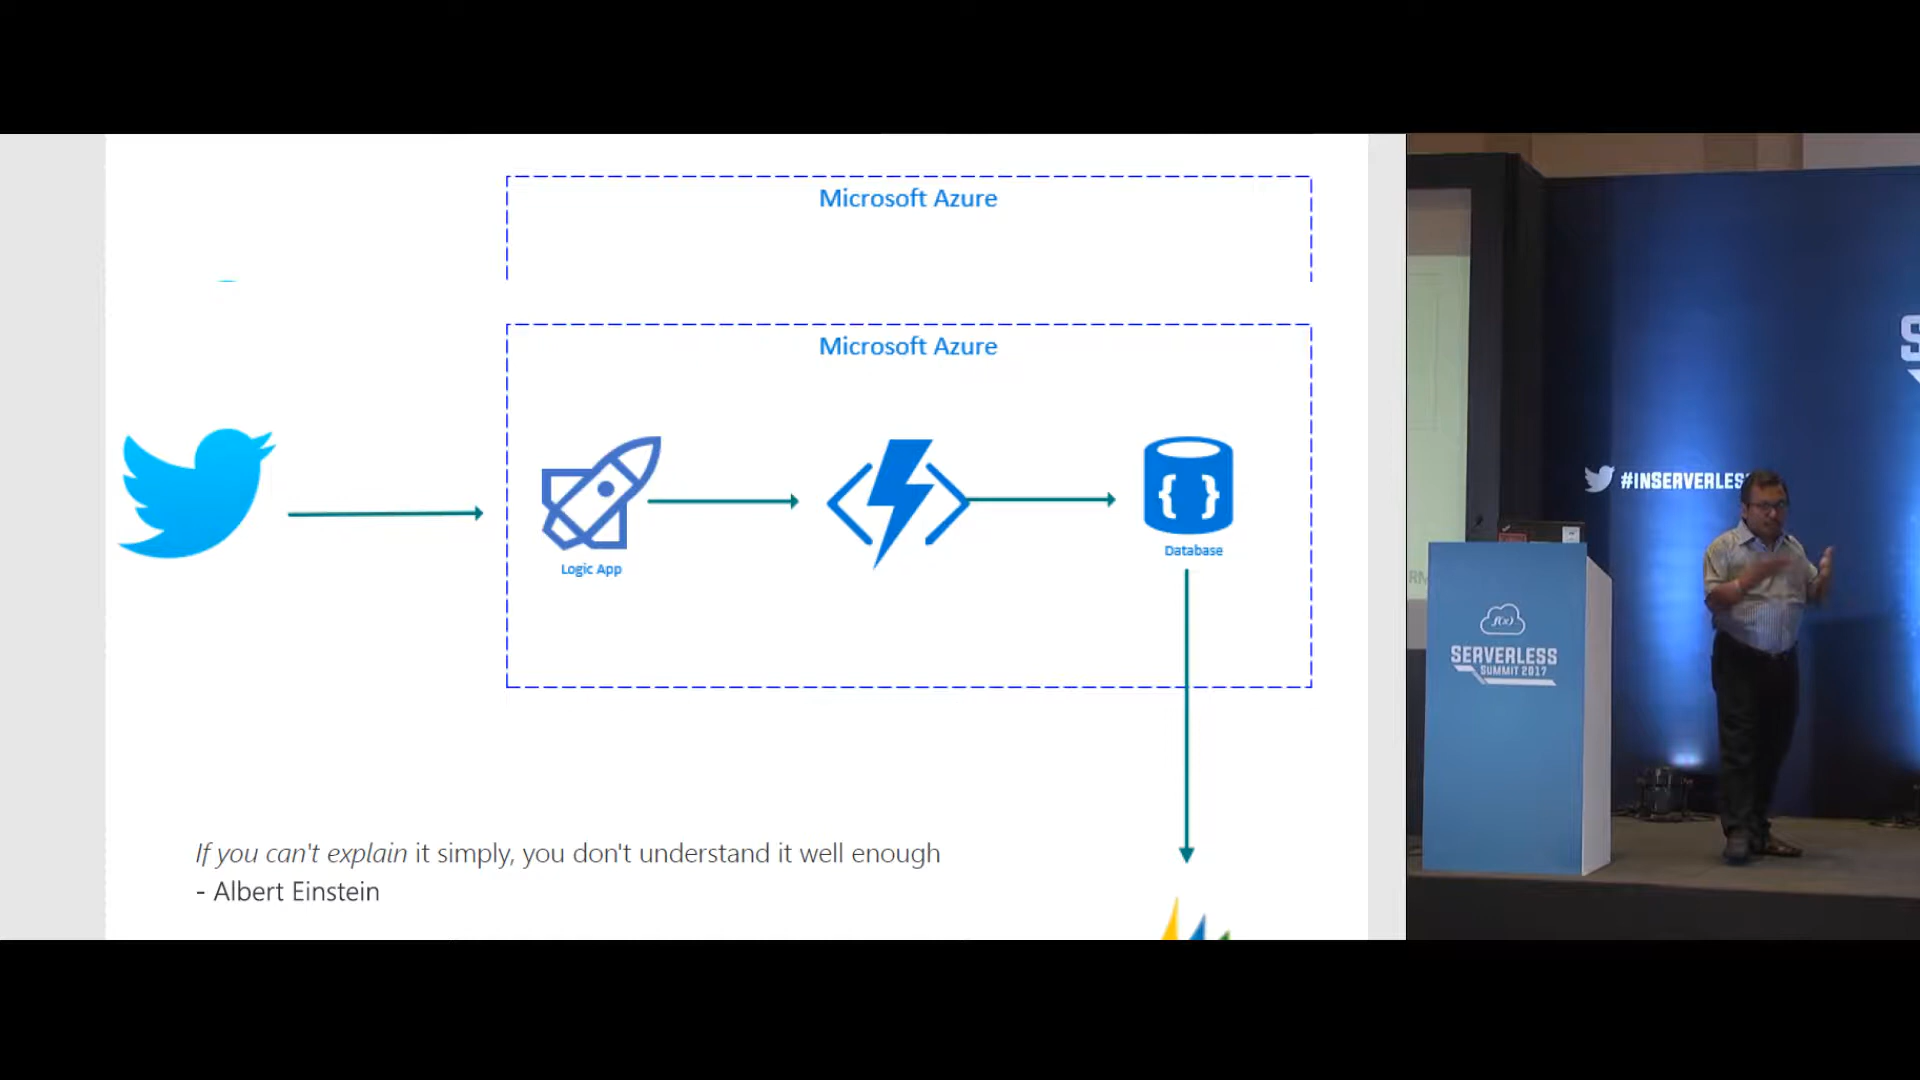 Microsoft Azure
Microsoft Azure
Logic App
Database
If you can't explain it simply, you don't understand it well enough
- Albert Einstein
#INSERVERLES
f(x)
SERVERLESS
SUMMIT 2017